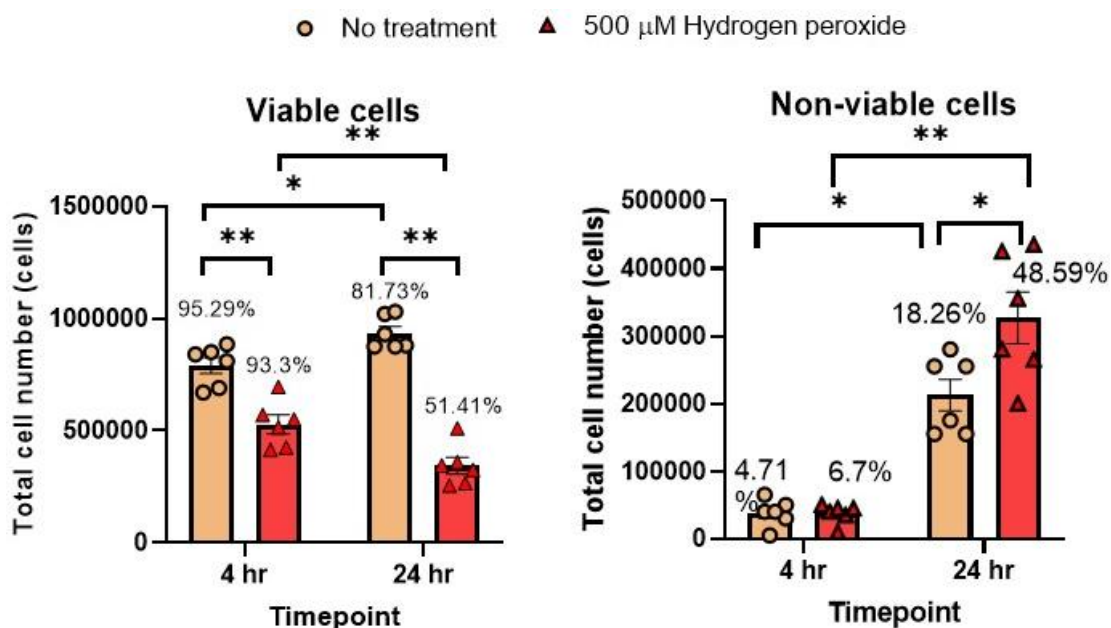 No treatment
500 μM Hydrogen peroxide
Viable cells
**
*
**
**
1500000
1000000
500000
0
95.29%
93.3%
81.73%
51.41%
Total cell number (cells)
4 hr
24 hr
Timepoint
Non-viable cells
**
*
*
500000
400000
300000
200000
100000
0
4.71
%
6.7%
18.26%
48.59%
Total cell number (cells)
4 hr
24 hr
Timepoint